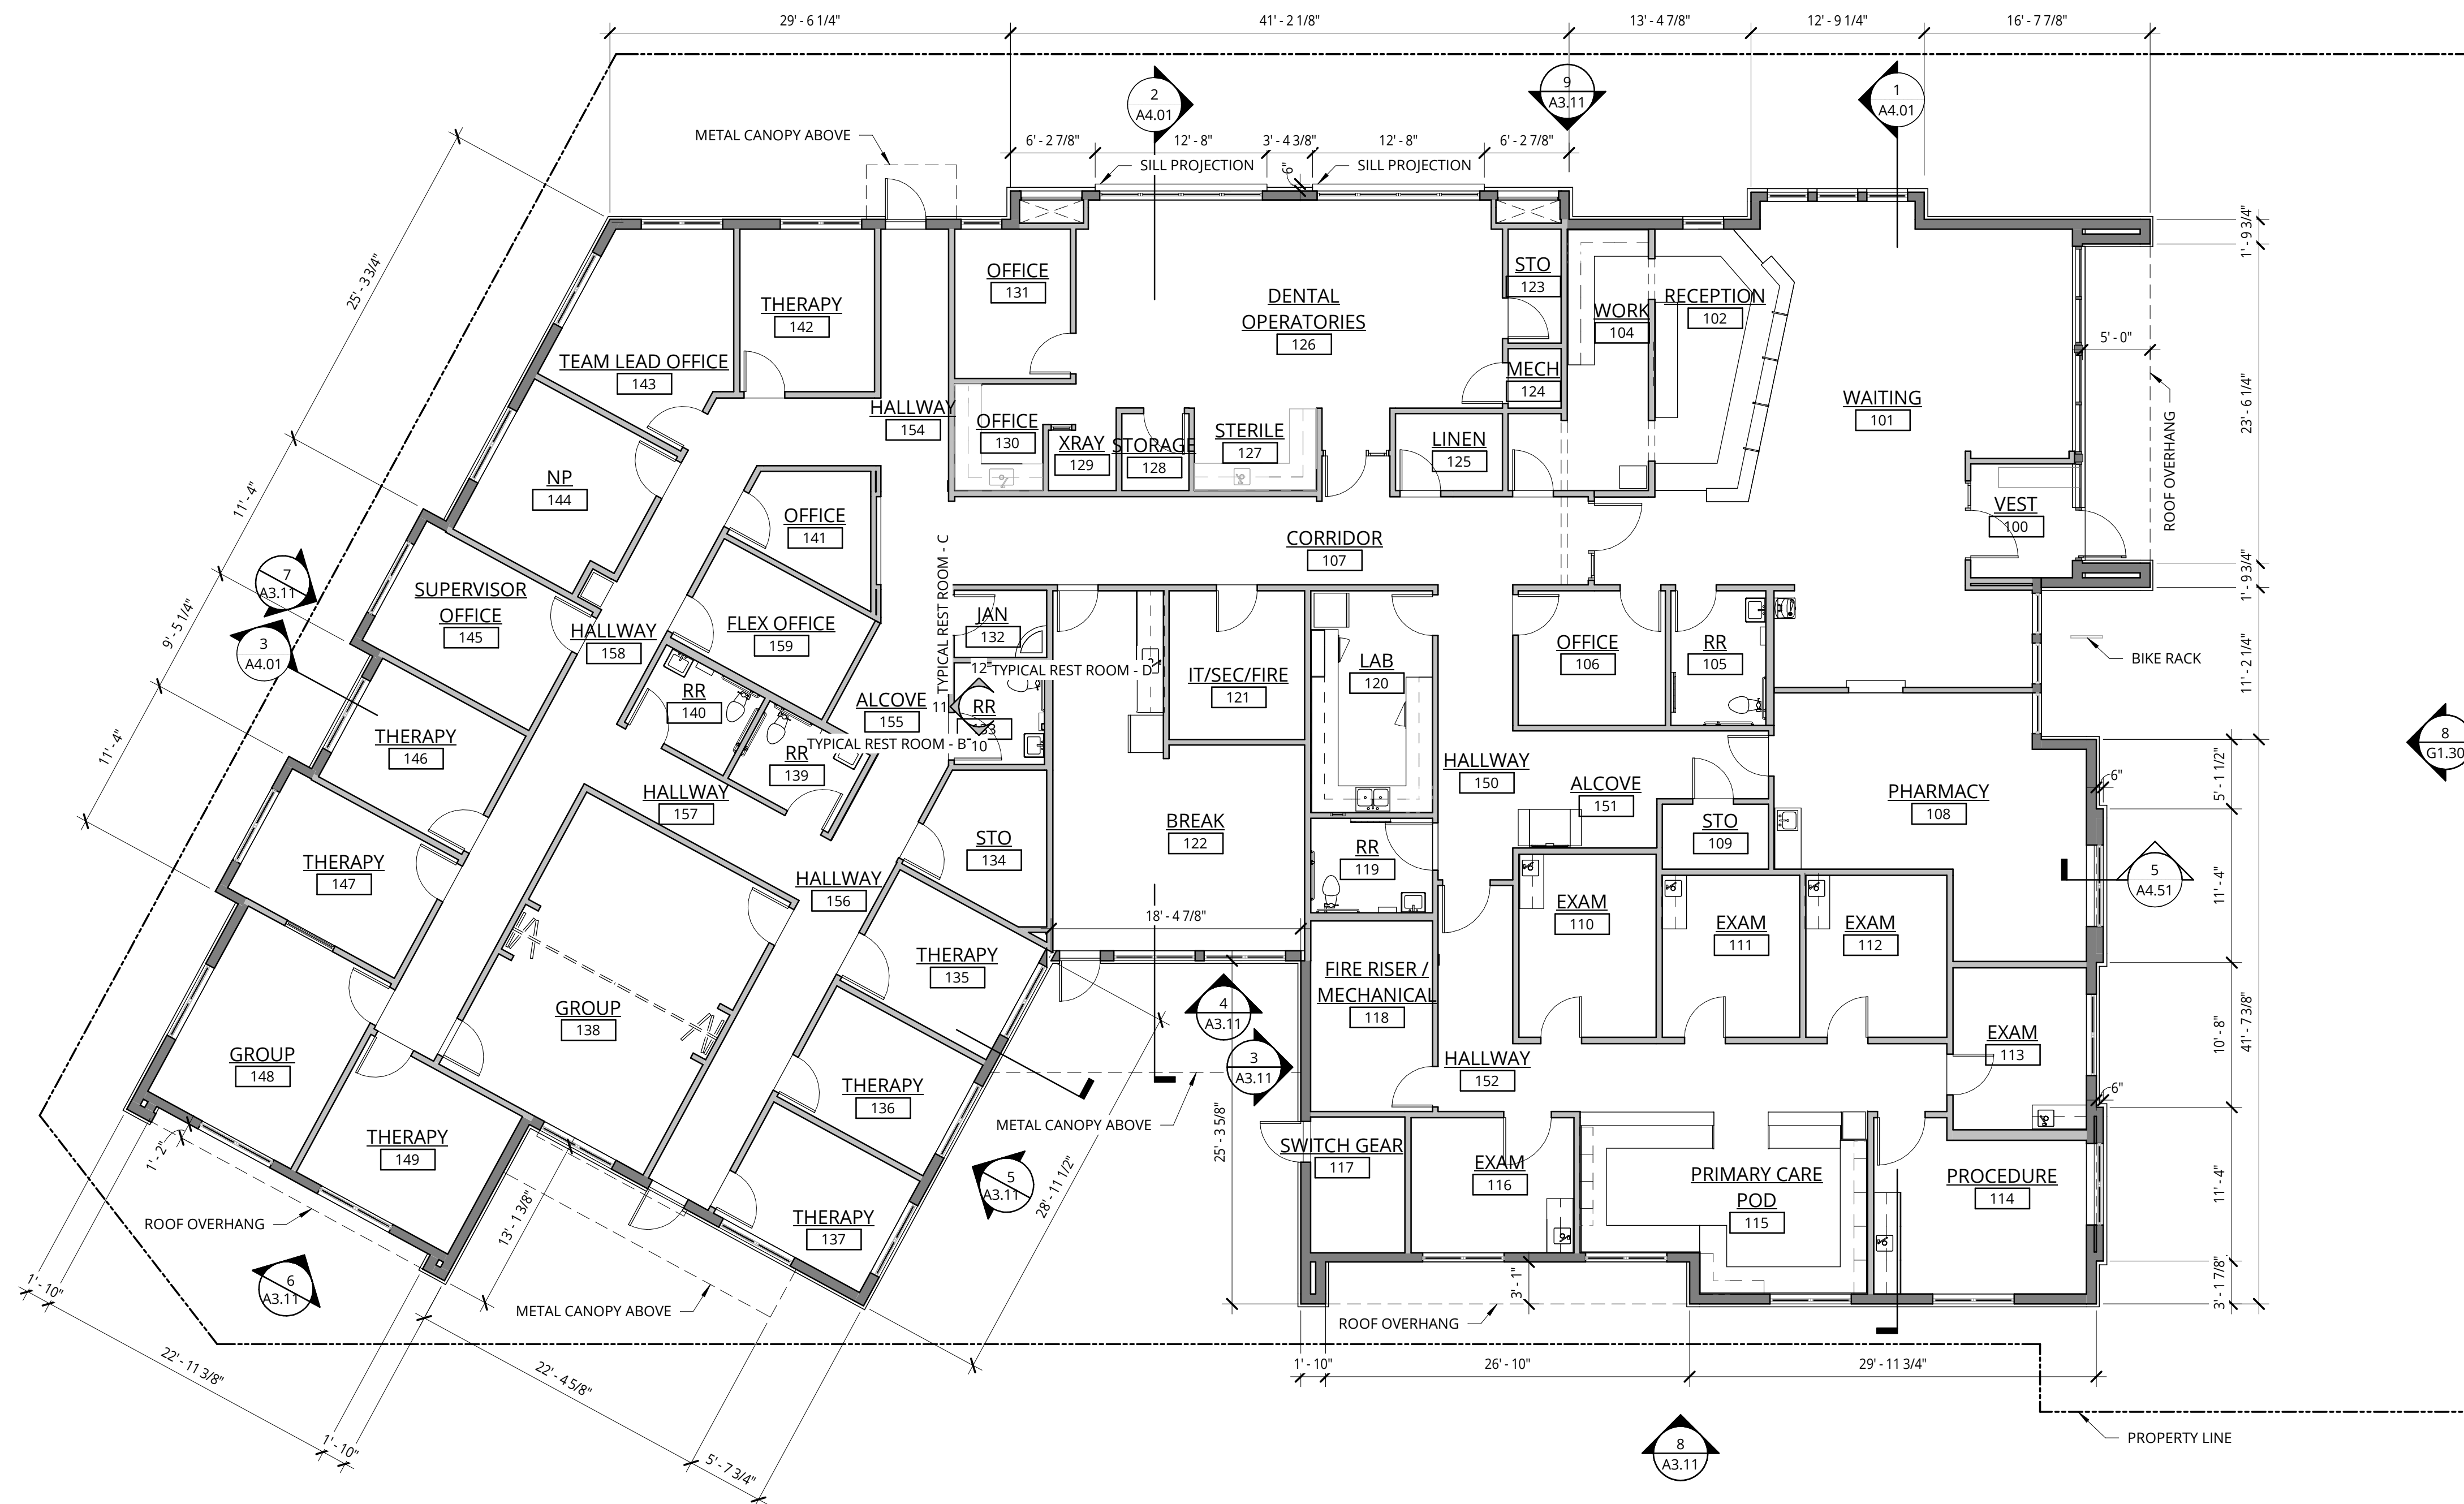 29' - 6 1/4"
41' - 2 1/8"
13' - 4 7/8"
12' - 9 1/4"
16' - 7 7/8"
2
A4.01
9
A3.11
1
A4.01
METAL CANOPY ABOVE
6' - 2 7/8"
12' - 8"
3' - 4 3/8"
12' - 8"
6' - 2 7/8"
SILL PROJECTION
SILL PROJECTION
6"
1' - 9 3/4"
25' - 3 3/4"
OFFICE
131
STO
123
DENTAL
OPERATORIES
126
WORK
104
RECEPTION
102
THERAPY
142
5' - 0"
TEAM LEAD OFFICE
143
MECH
124
WAITING
101
23' - 6 1/4"
HALLWAY
154
OFFICE
130
XRAY
129
STORAGE
128
STERILE
127
LINEN
125
ROOF OVERHANG
NP
144
11' - 4"
OFFICE
141
VEST
100
CORRIDOR
107
TYPICAL REST ROOM - C
7
A3.11
1' - 9 3/4"
SUPERVISOR
OFFICE
145
9' - 5 1/4"
3
A4.01
HALLWAY
158
FLEX OFFICE
159
JAN
132
12
TYPICAL REST ROOM - D
IT/SEC/FIRE
121
LAB
120
OFFICE
106
RR
105
BIKE RACK
11' - 2 1/4"
RR
140
ALCOVE
155
11
RR
10
TYPICAL REST ROOM - B
RR
139
THERAPY
146
11' - 4"
8
G1.30
HALLWAY
157
HALLWAY
150
ALCOVE
151
PHARMACY
108
6"
5' - 1 1/2"
STO
134
BREAK
122
STO
109
RR
119
THERAPY
147
HALLWAY
156
5
A4.51
11' - 4"
EXAM
110
EXAM
111
EXAM
112
18' - 4 7/8"
THERAPY
135
FIRE RISER /
MECHANICAL
118
4
A3.11
3
A3.11
GROUP
138
GROUP
148
EXAM
113
10' - 8"
41' - 7 3/8"
HALLWAY
152
THERAPY
136
6"
METAL CANOPY ABOVE
25' - 3 5/8"
THERAPY
149
1' - 2"
SWITCH GEAR
117
EXAM
116
PRIMARY CARE
POD
115
PROCEDURE
114
11' - 4"
5
A3.11
28' - 11 1/2"
THERAPY
137
ROOF OVERHANG
13' - 1 3/8"
6
A3.11
METAL CANOPY ABOVE
1' - 10"
3' - 1"
3' - 1 7/8"
ROOF OVERHANG
22' - 11 3/8"
22' - 4 5/8"
1' - 10"
26' - 10"
29' - 11 3/4"
1' - 10"
5' - 7 3/4"
8
A3.11
PROPERTY LINE